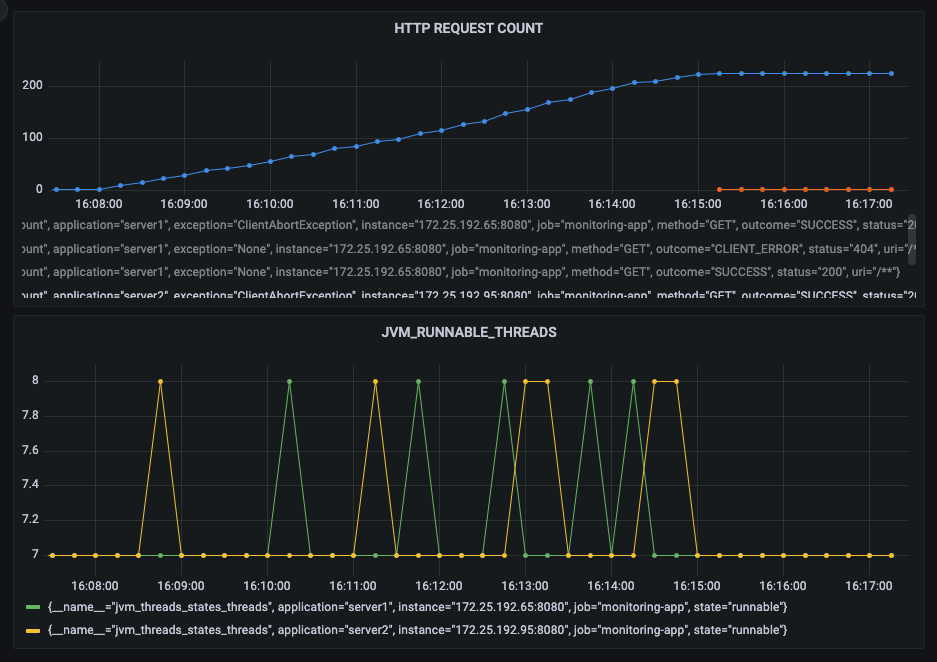 HTTP REQUEST COUNT
200
100
0
16:08:00 16:09:00 16:10:00 16:11:00 16:12:00 16:13:00 16:14:00 16:15:00 16:16:00 16:17:00
ount", application="server1", exception="ClientAbortException", instance="172.25.192.65:8080", job="monitoring-app", method="GET", outcome="SUCCESS", status="20
ount", application="server1", exception="None", instance="172.25.192.65:8080", job="monitoring-app", method="GET", outcome="CLIENT_ERROR", status="404", uri="/*
ount", application="server1", exception="None", instance="172.25.192.65:8080", job="monitoring-app", method="GET", outcome="SUCCESS", status="200", uri="/**"}
ount", application="server2", exception="ClientAbortException", instance="172.25.192.95:8080", job="monitoring-app", method="GET", outcome="SUCCESS", status="20
JVM_RUNNABLE_THREADS
8
7.8
7.6
7.4
7.2
7
16:08:00 16:09:00 16:10:00 16:11:00 16:12:00 16:13:00 16:14:00 16:15:00 16:16:00 16:17:00
{__name__="jvm_threads_states_threads", application="server1", instance="172.25.192.65:8080", job="monitoring-app", state="runnable"}
{__name__="jvm_threads_states_threads", application="server2", instance="172.25.192.95:8080", job="monitoring-app", state="runnable"}